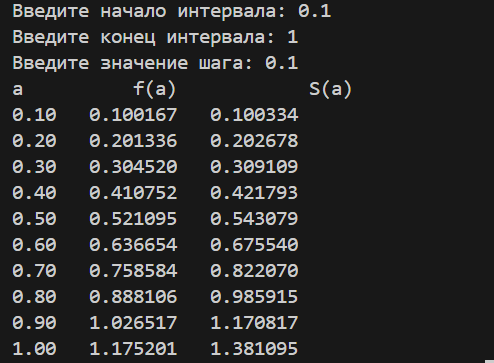 Введите начало интервала: 0.1
Введите конец интервала: 1
Введите значение шага: 0.1
a f(a) S(a)
0.10 0.100167 0.100334
0.20 0.201336 0.202678
0.30 0.304520 0.309109
0.40 0.410752 0.421793
0.50 0.521095 0.543079
0.60 0.636654 0.675540
0.70 0.758584 0.822070
0.80 0.888106 0.985915
0.90 1.026517 1.170817
1.00 1.175201 1.381095